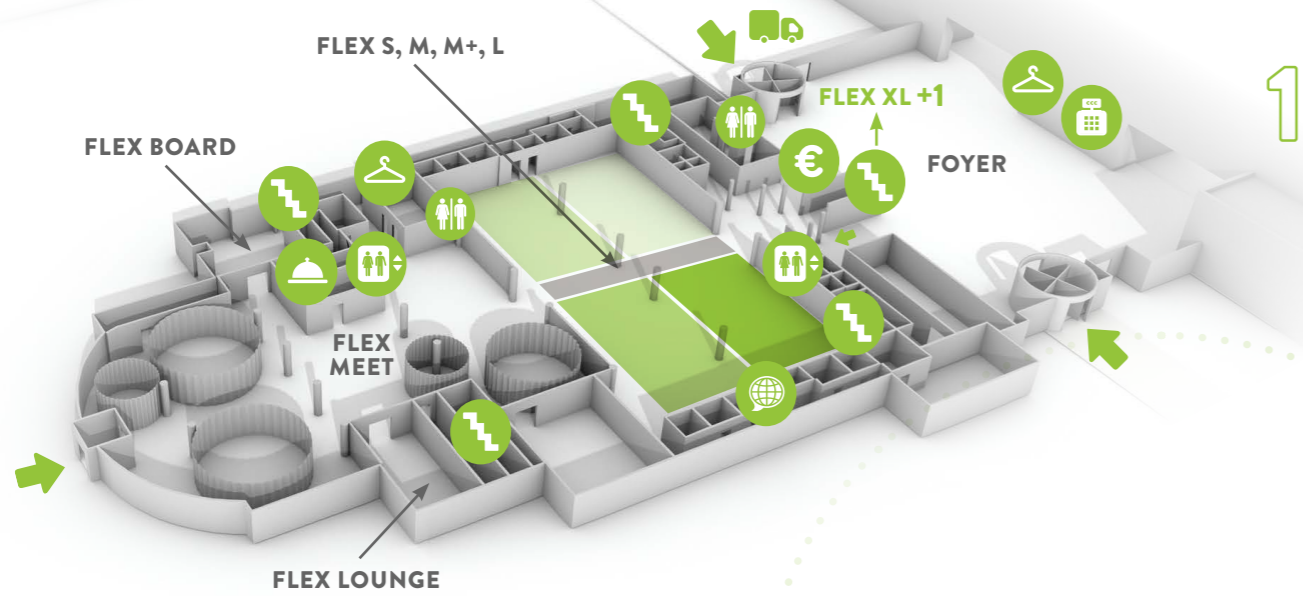 FLEX S, M, M+, L
1
FLEX XL +1
FLEX BOARD
€
FOYER
FLEX
MEET
FLEX LOUNGE